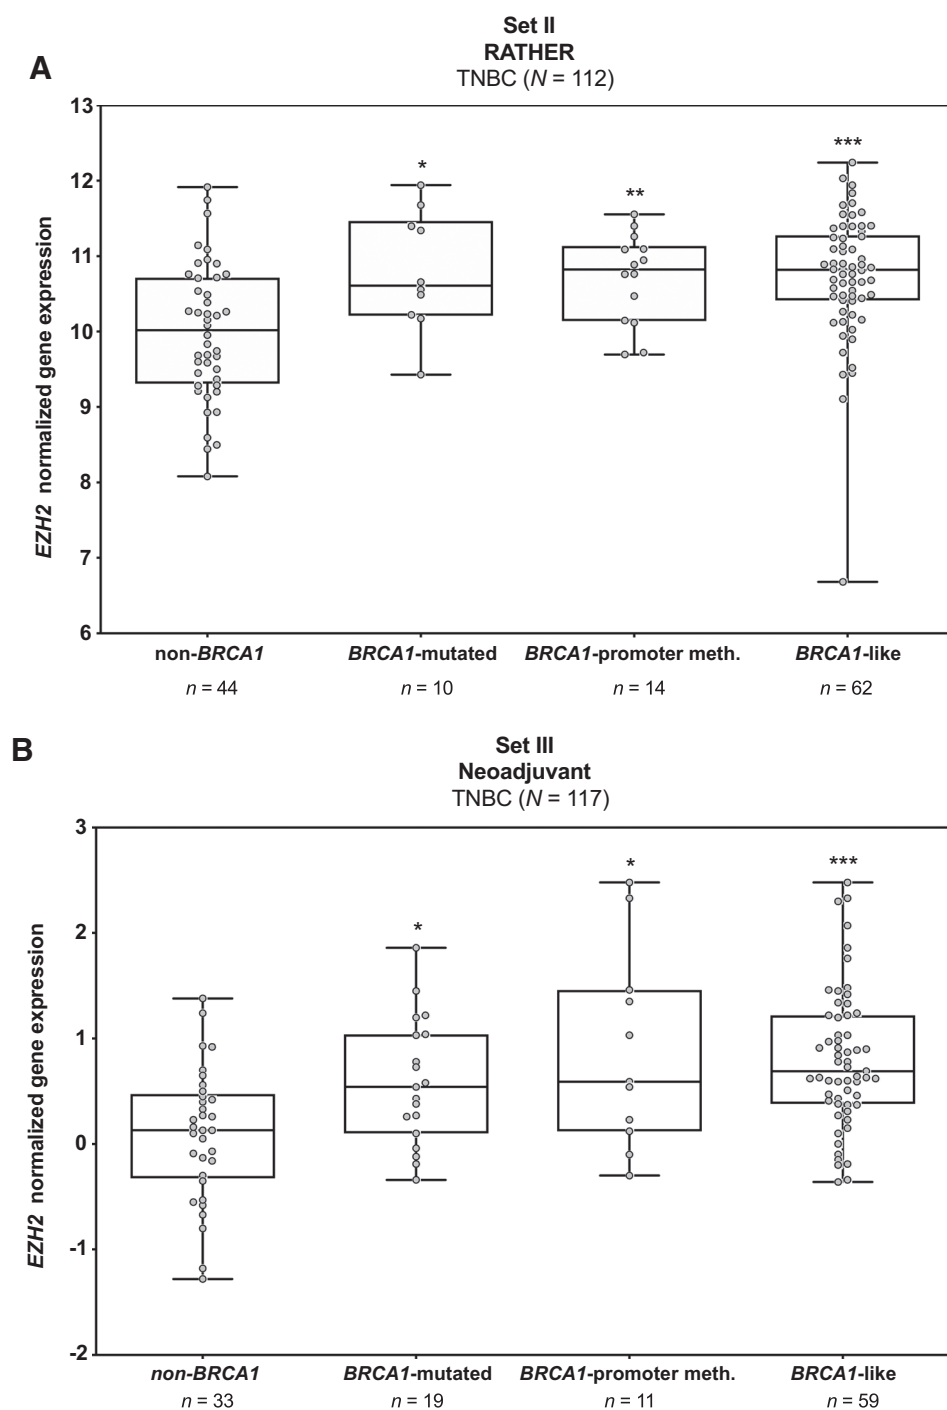 Set II
RATHER
A
TNBC (N = 112)
13
12
11
10
9
8
7
6
EZH2 normalized gene expression
*
**
***
non-BRCA1
BRCA1-mutated
BRCA1-promoter meth.
BRCA1-like
n = 44
n = 10
n = 14
n = 62
B
Set III
Neoadjuvant
TNBC (N = 117)
3
2
1
0
-1
-2
EZH2 normalized gene expression
*
*
***
non-BRCA1
BRCA1-mutated
BRCA1-promoter meth.
BRCA1-like
n = 33
n = 19
n = 11
n = 59